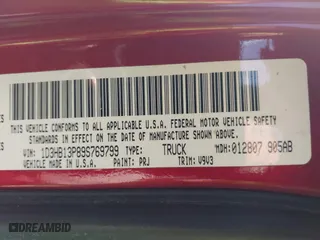 THIS VEHICLE CONFORMS TO ALL APPLICABLE U.S.A. FEDERAL MOTOR VEHICLE SAFETY
STANDARDS IN EFFECT ON THE DATE OF MANUFACTURE SHOWN ABOVE.
VIN: 1D3HB13P89S769799 TYPE: TRUCK MDH: 012807 905AB
VEHICLE MADE IN U.S.A. PAINT: PRJ TRIM: V9V3
DREAMBID.COM